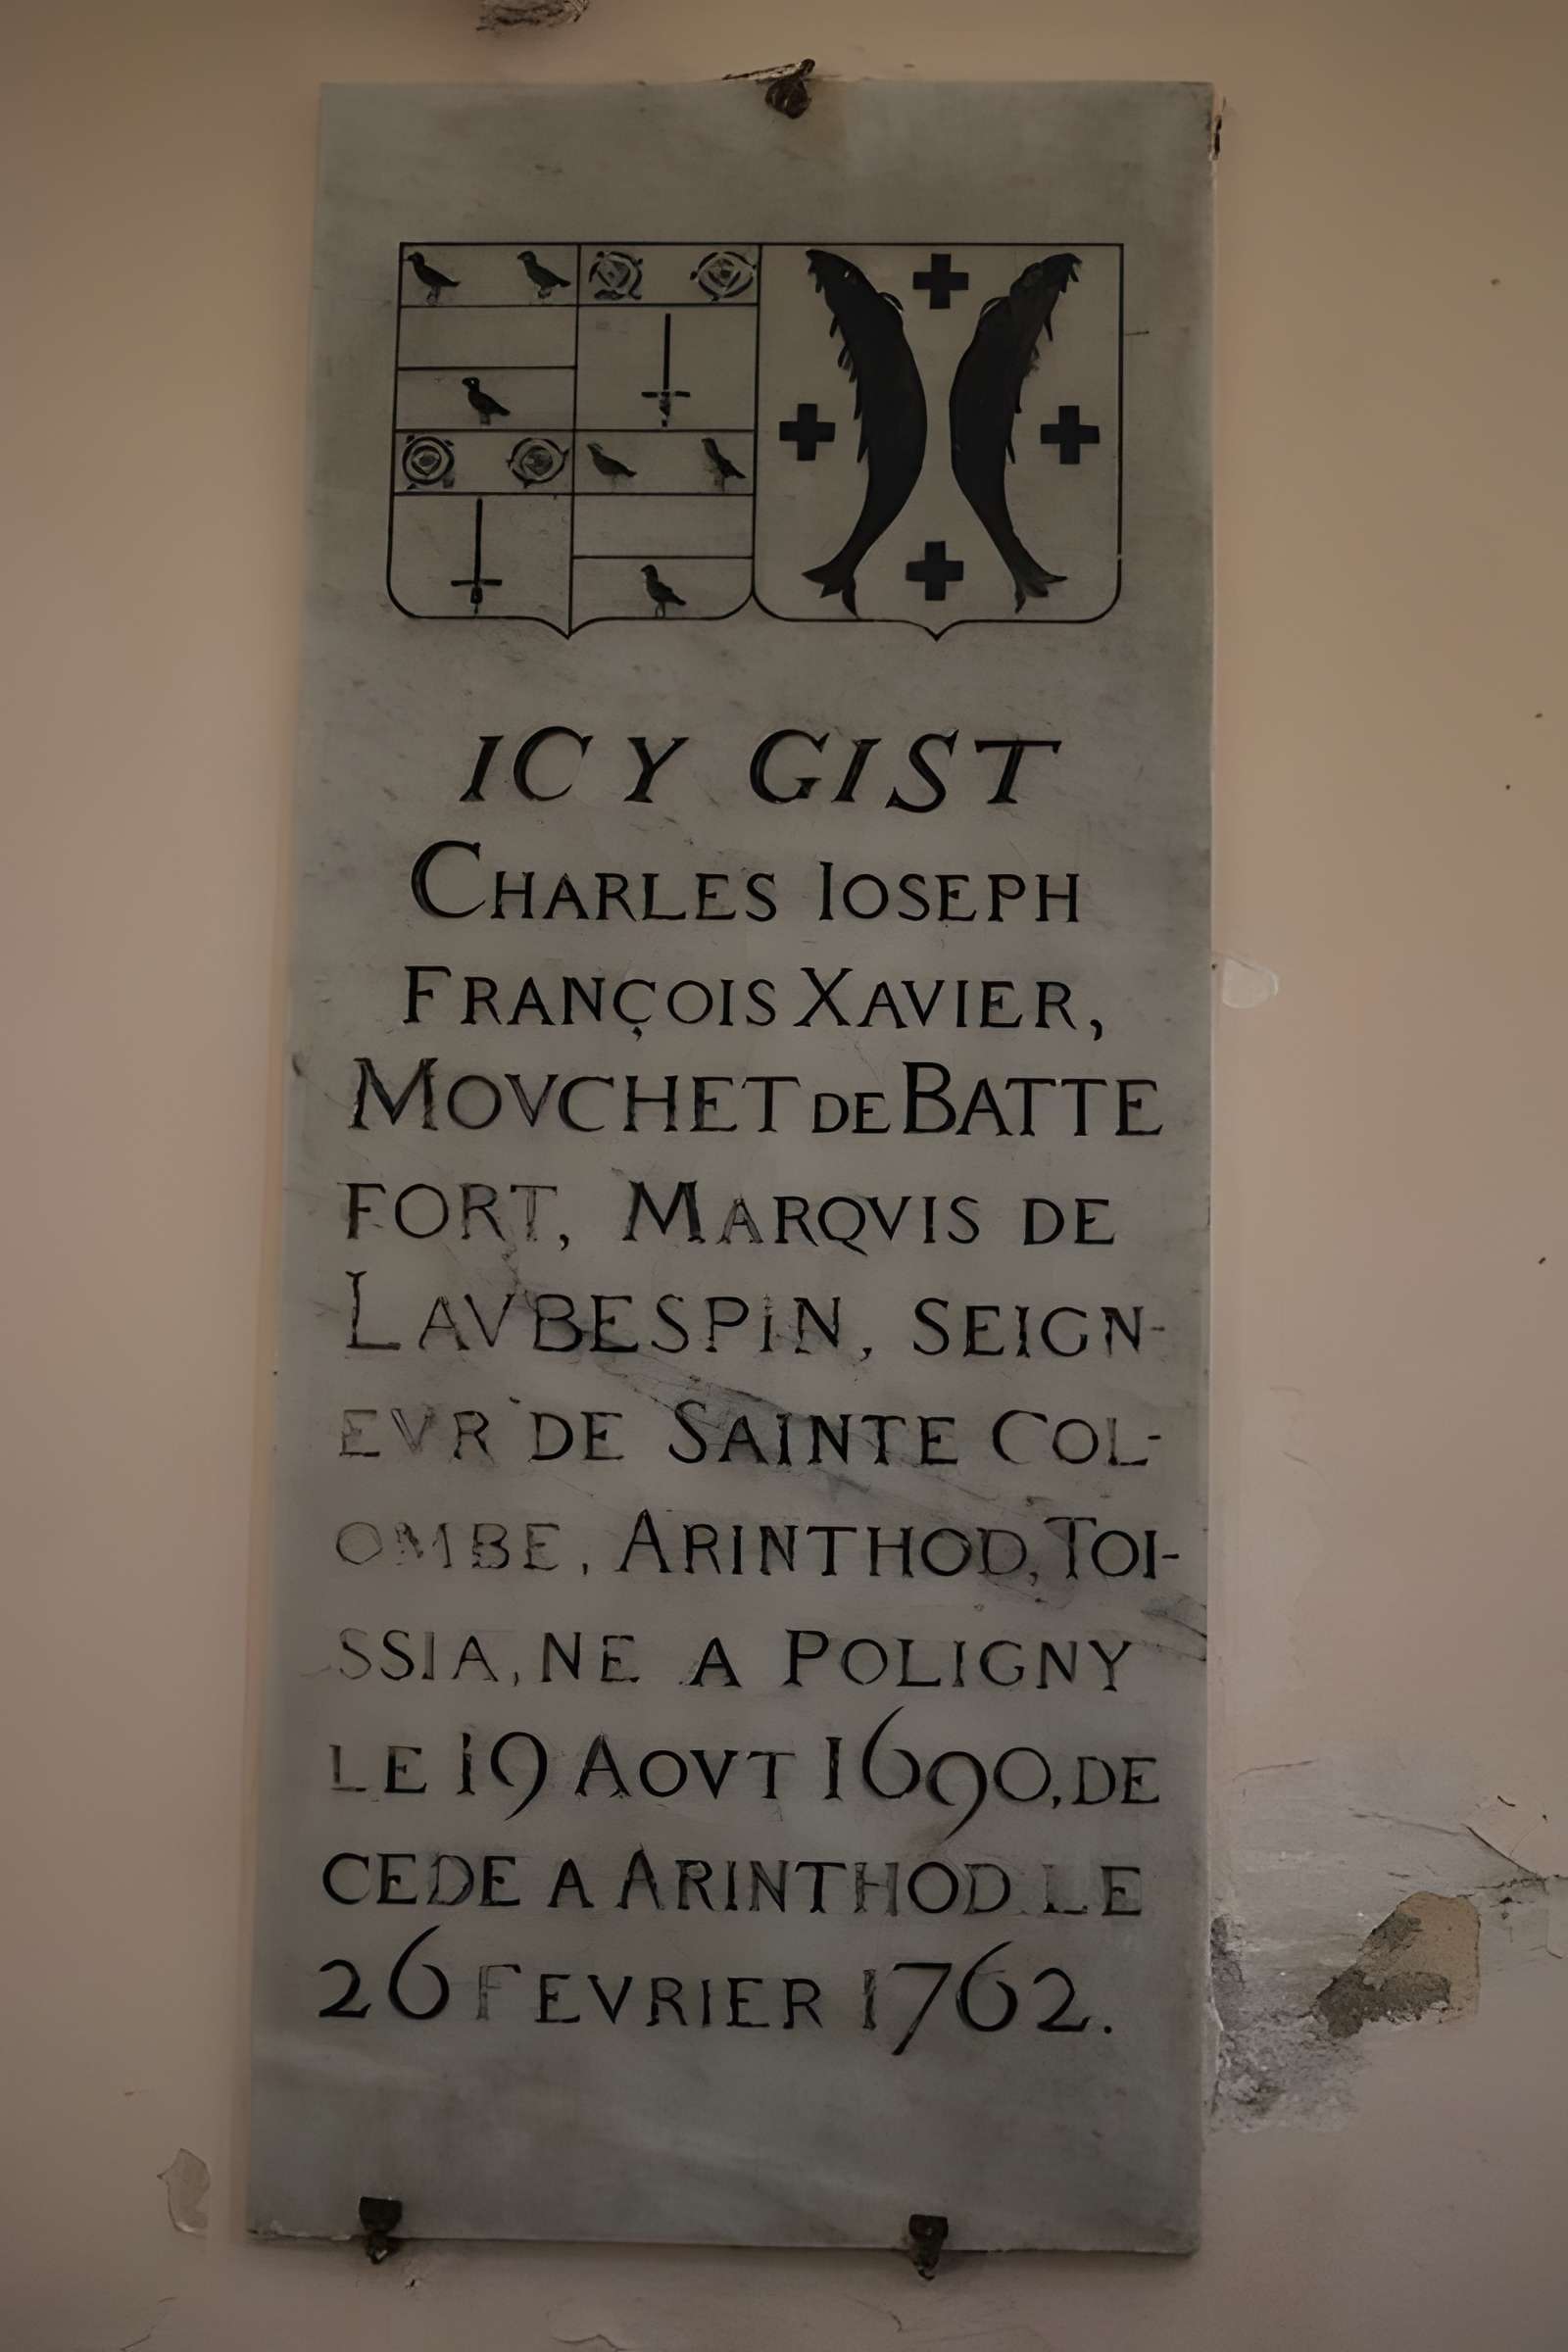 ICY GIST
CHARLES IOSEPH
FRANÇOIS XAVIER,
MOVCHET DE BATTE
FORT, MARQVIS DE
LAVBESPIN, SEIGN-
EVR DE SAINTE COL-
OMBE, ARINTHOD, TOI-
SSIA, NE A POLIGNY
LE 19 AOVT 1690, DE
CEDE A ARINTHOD LE
26 FEVRIER 1762.